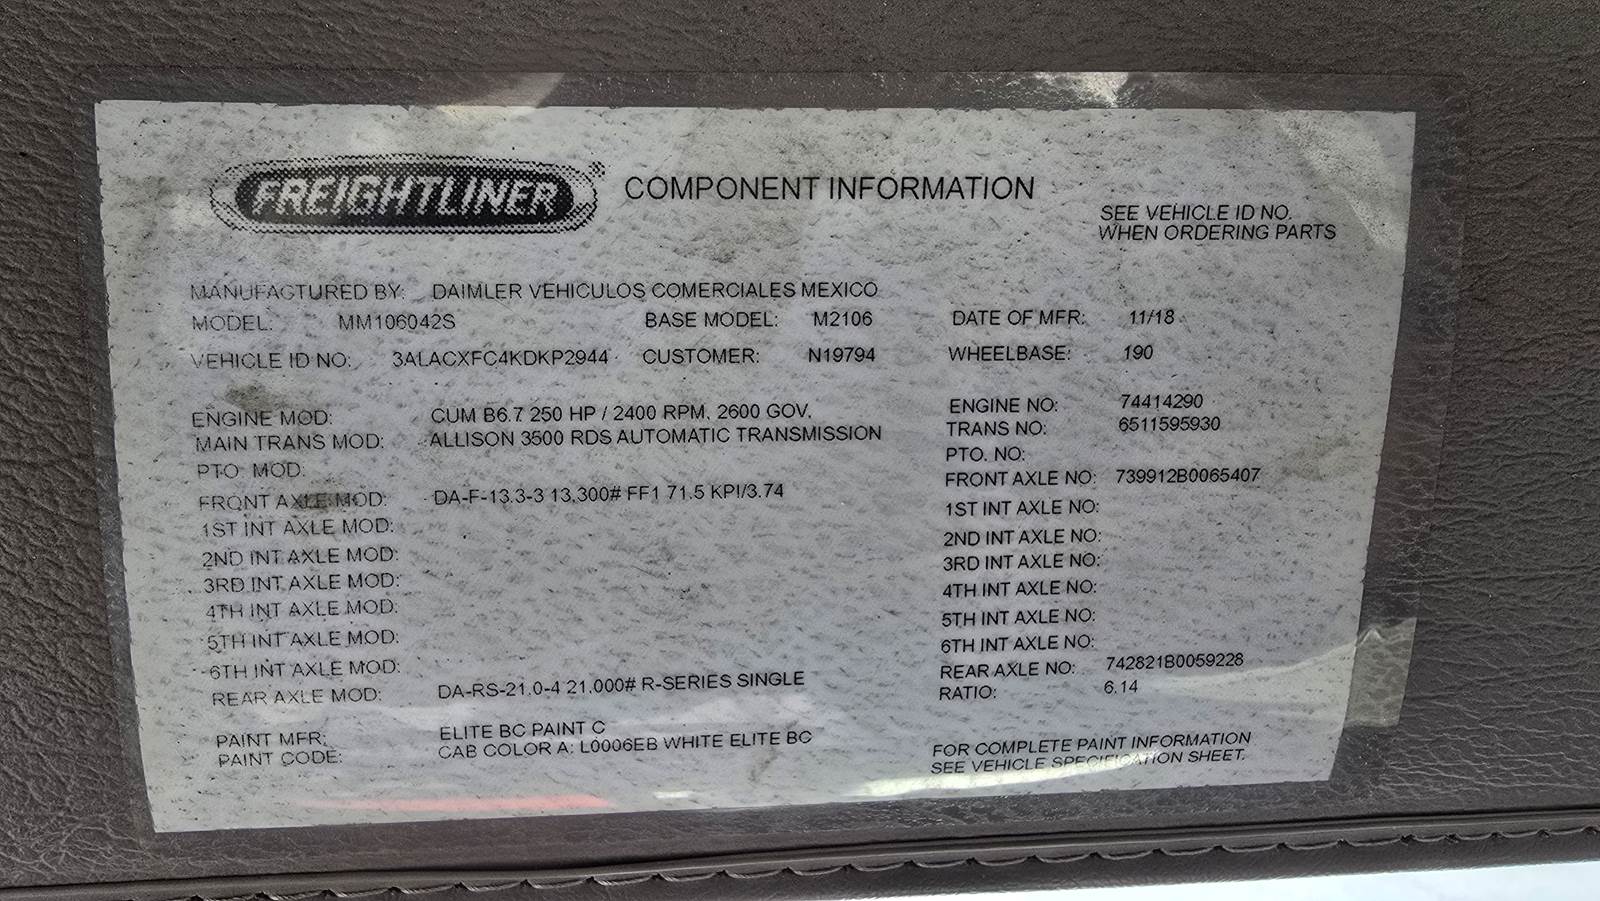 FREIGHTLINER COMPONENT INFORMATION
SEE VEHICLE ID NO.
WHEN ORDERING PARTS
MANUFACTURED BY: DAIMLER VEHICULOS COMERCIALES MEXICO
MODEL: MM106042S BASE MODEL: M2106 DATE OF MFR: 11/18
VEHICLE ID NO: 3ALACXFC4KDKP2944 CUSTOMER: N19794 WHEELBASE: 190
ENGINE MOD: CUM B6.7 250 HP / 2400 RPM, 2600 GOV. ENGINE NO: 74414290
MAIN TRANS MOD: ALLISON 3500 RDS AUTOMATIC TRANSMISSION TRANS NO: 6511595930
PTO. MOD: PTO. NO:
FRONT AXLE MOD: DA-F-13.3-3 13,300# FF1 71.5 KPI/3.74 FRONT AXLE NO: 739912B0065407
1ST INT AXLE MOD: 1ST INT AXLE NO:
2ND INT AXLE MOD: 2ND INT AXLE NO:
3RD INT AXLE MOD: 3RD INT AXLE NO:
4TH INT AXLE MOD: 4TH INT AXLE NO:
5TH INT AXLE MOD: 5TH INT AXLE NO:
6TH INT AXLE MOD: 6TH INT AXLE NO:
REAR AXLE MOD: DA-RS-21.0-4 21,000# R-SERIES SINGLE REAR AXLE NO: 742821B0059228
RATIO: 6.14
PAINT MFR: ELITE BC PAINT C
PAINT CODE: CAB COLOR A: L0006EB WHITE ELITE BC
FOR COMPLETE PAINT INFORMATION
SEE VEHICLE SPECIFICATION SHEET.